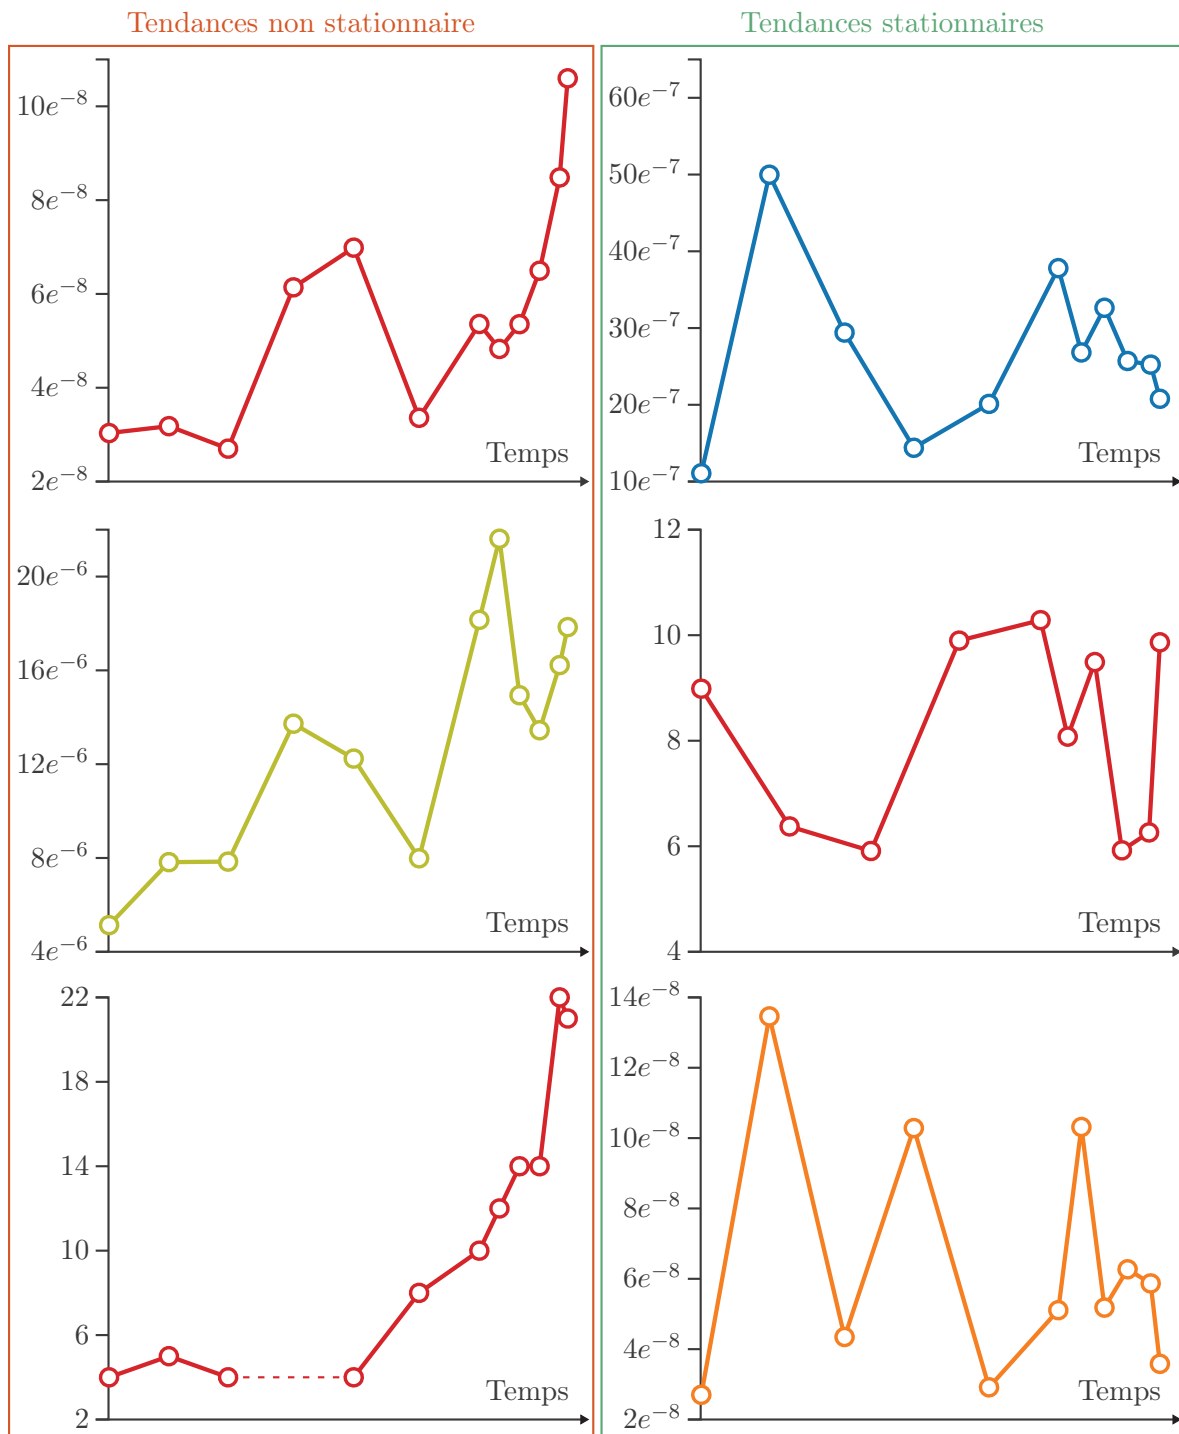 Tendances non stationnaire
Tendances stationnaires
10e⁻⁸
8e⁻⁸
6e⁻⁸
4e⁻⁸
2e⁻⁸
Temps
60e⁻⁷
50e⁻⁷
40e⁻⁷
30e⁻⁷
20e⁻⁷
10e⁻⁷
Temps
20e⁻⁶
16e⁻⁶
12e⁻⁶
8e⁻⁶
4e⁻⁶
Temps
12
10
8
6
4
Temps
22
18
14
10
6
2
Temps
14e⁻⁸
12e⁻⁸
10e⁻⁸
8e⁻⁸
6e⁻⁸
4e⁻⁸
2e⁻⁸
Temps